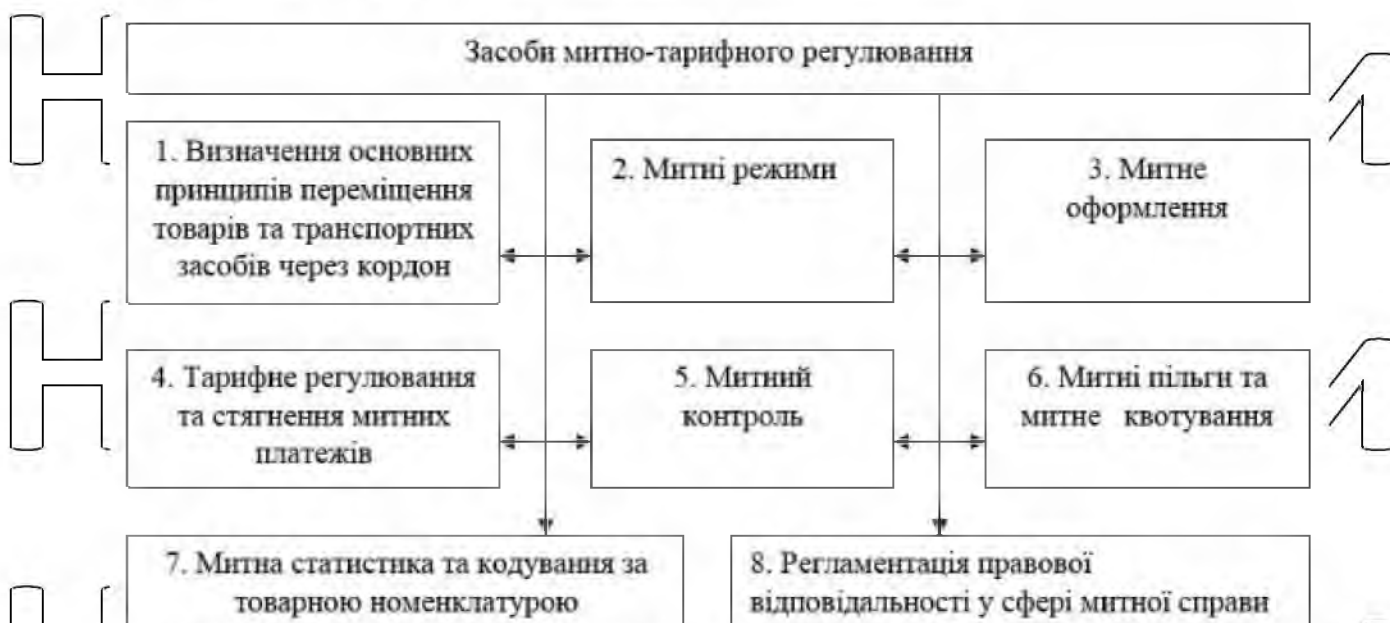 Засоби митно-тарифного регулювання
1. Визначення основних
принципів переміщення
товарів та транспортних
засобів через кордон
2. Митні режими
3. Митне
оформлення
4. Тарифне регулювання
та стягнення митних
платежів
5. Митний
контроль
6. Митні пільги та
митне квотування
7. Митна статистика та кодування за
товарною номенклатурою
8. Регламентація правової
відповідальності у сфері митної справи